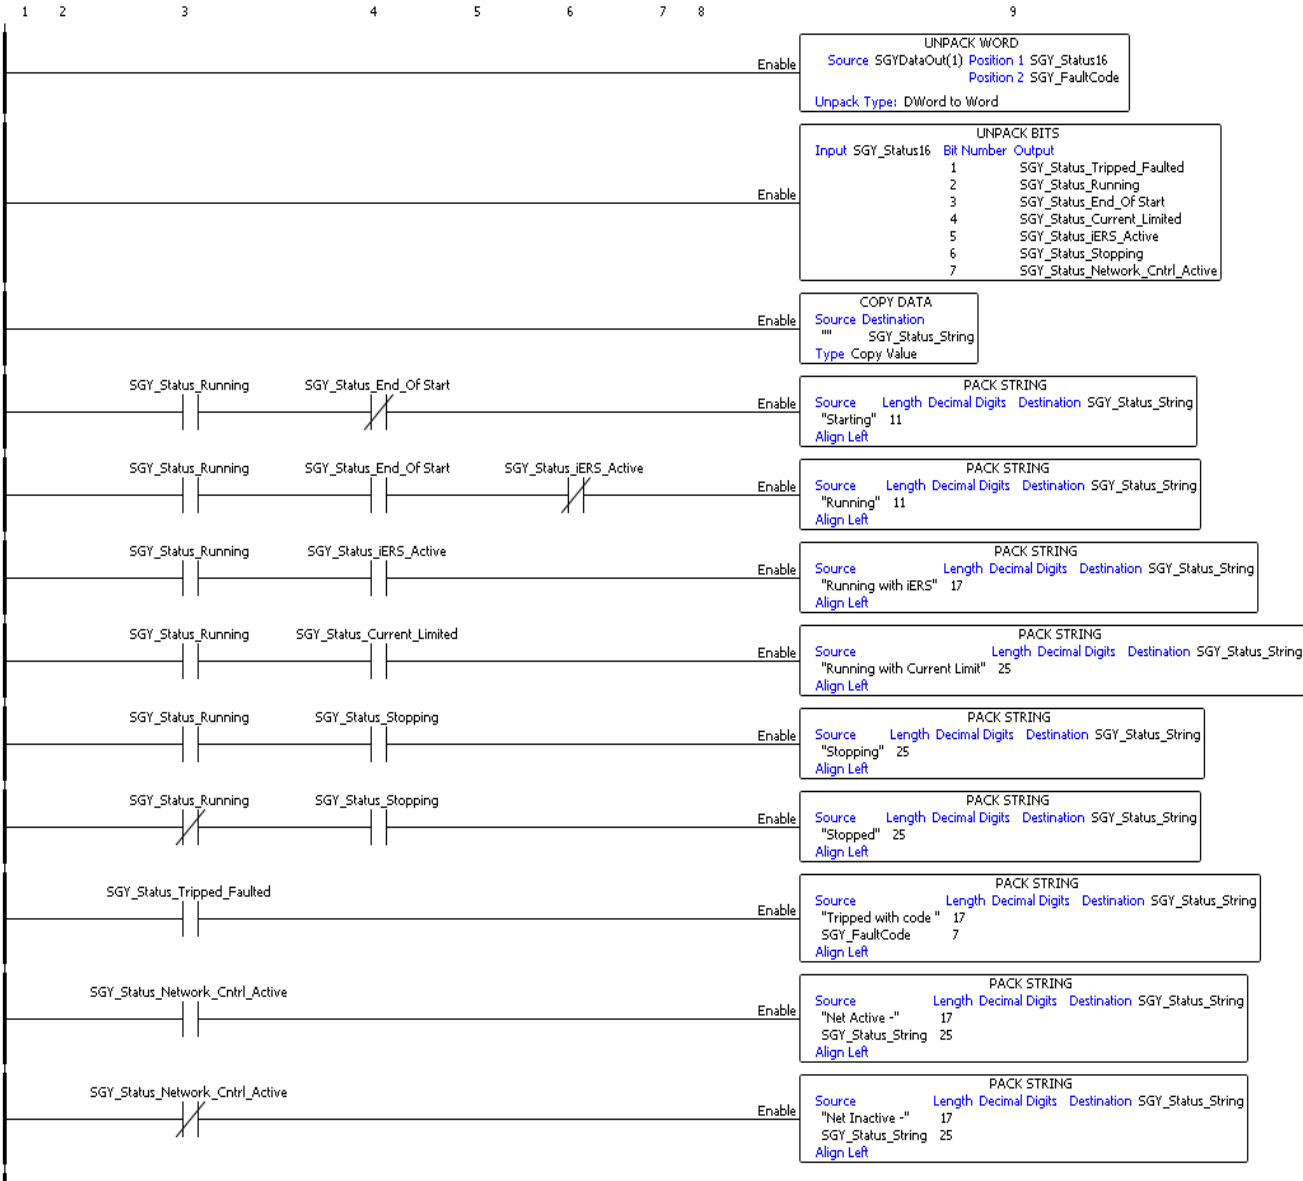 1 2 3 4 5 6 7 8 9
UNPACK WORD
Enable
Source SGYDataOut(1) Position 1 SGY_Status16
Position 2 SGY_FaultCode
Unpack Type: DWord to Word
UNPACK BITS
Input SGY_Status16 Bit Number Output
1 SGY_Status_Tripped_Faulted
2 SGY_Status_Running
Enable
3 SGY_Status_End_Of Start
4 SGY_Status_Current_Limited
5 SGY_Status_iERS_Active
6 SGY_Status_Stopping
7 SGY_Status_Network_Cntrl_Active
COPY DATA
Enable
Source Destination
"" SGY_Status_String
Type Copy Value
SGY_Status_Running SGY_Status_End_Of Start
PACK STRING
Enable
Source Length Decimal Digits Destination SGY_Status_String
"Starting" 11
Align Left
SGY_Status_Running SGY_Status_End_Of Start SGY_Status_iERS_Active
PACK STRING
Enable
Source Length Decimal Digits Destination SGY_Status_String
"Running" 11
Align Left
SGY_Status_Running SGY_Status_iERS_Active
PACK STRING
Enable
Source Length Decimal Digits Destination SGY_Status_String
"Running with iERS" 17
Align Left
SGY_Status_Running SGY_Status_Current_Limited
PACK STRING
Enable
Source Length Decimal Digits Destination SGY_Status_String
"Running with Current Limit" 25
Align Left
SGY_Status_Running SGY_Status_Stopping
PACK STRING
Enable
Source Length Decimal Digits Destination SGY_Status_String
"Stopping" 25
Align Left
SGY_Status_Running SGY_Status_Stopping
PACK STRING
Enable
Source Length Decimal Digits Destination SGY_Status_String
"Stopped" 25
Align Left
SGY_Status_Tripped_Faulted
PACK STRING
Enable
Source Length Decimal Digits Destination SGY_Status_String
"Tripped with code " 17
SGY_FaultCode 7
Align Left
SGY_Status_Network_Cntrl_Active
PACK STRING
Enable
Source Length Decimal Digits Destination SGY_Status_String
"Net Active -" 17
SGY_Status_String 25
Align Left
SGY_Status_Network_Cntrl_Active
PACK STRING
Enable
Source Length Decimal Digits Destination SGY_Status_String
"Net Inactive -" 17
SGY_Status_String 25
Align Left